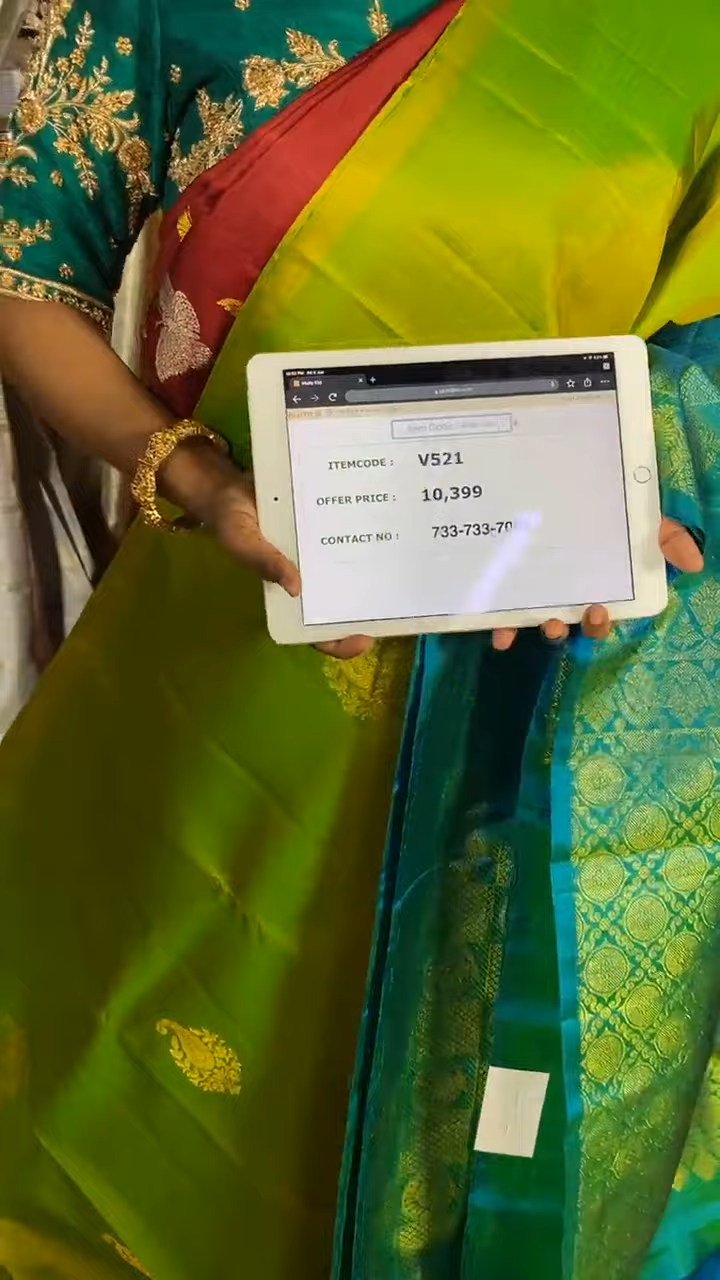 ITEMCODE : V521
OFFER PRICE : 10,399
CONTACT NO : 733-733-70